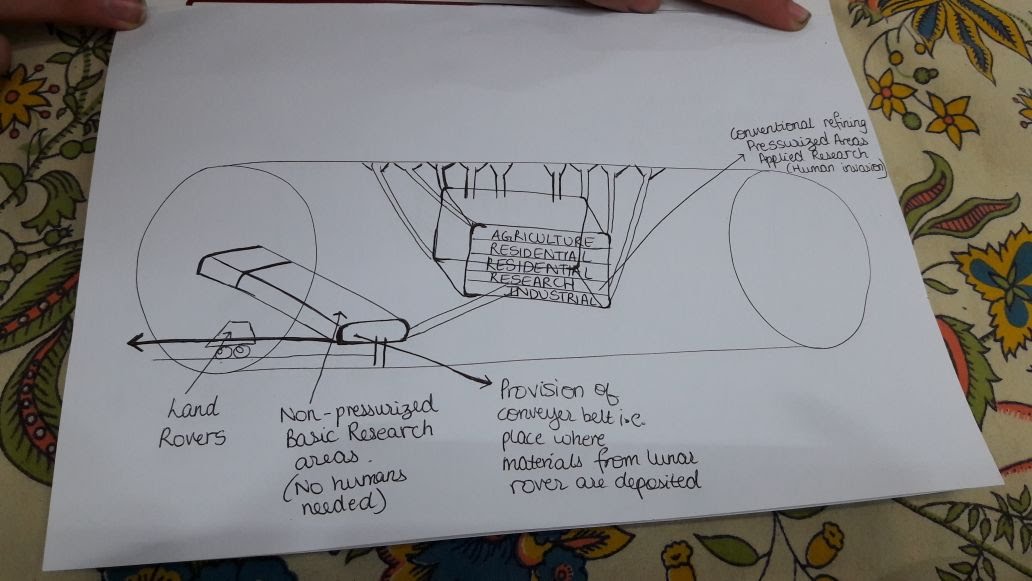 Conventional refining
Pressurized Areas
Applied Research
(Human invasion)
AGRICULTURE
RESIDENTIAL
RESIDENTIAL
RESEARCH
INDUSTRIAL
Land
Rovers
Non-pressurized
Basic Research
areas.
(No humans
needed)
Provision of
conveyer belt i.e.
place where
materials from lunar
rover are deposited